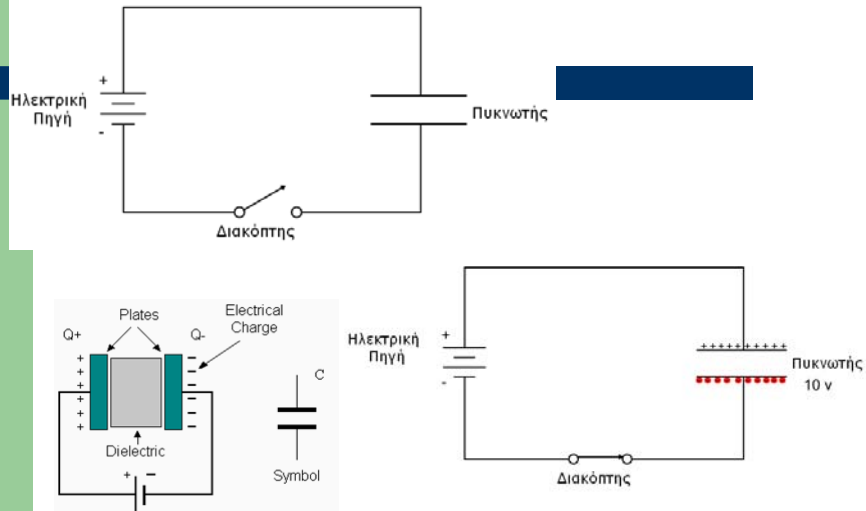 +
Ηλεκτρική
Πηγή
-
Πυκνωτής
Διακόπτης
Plates
Electrical
Charge
Q+
Q-
+ + + + + +
− − − − − −
C
Dielectric
+ −
Symbol
Ηλεκτρική
Πηγή
+
-
++++++++++
Πυκνωτής
10 v
Διακόπτης